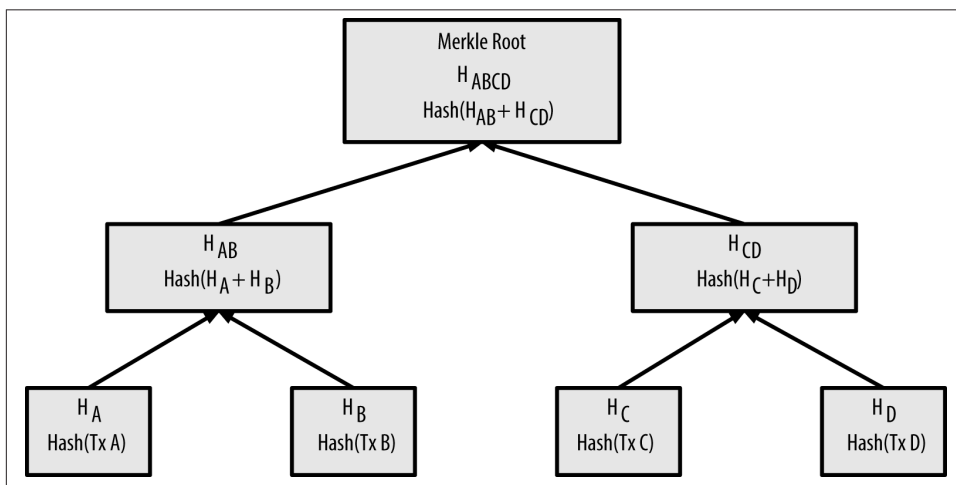 Merkle Root
H ABCD
Hash(H AB + H CD)
H AB
Hash(H A + H B)
H CD
Hash(H C+H D)
H A
Hash(Tx A)
H B
Hash(Tx B)
H C
Hash(Tx C)
H D
Hash(Tx D)